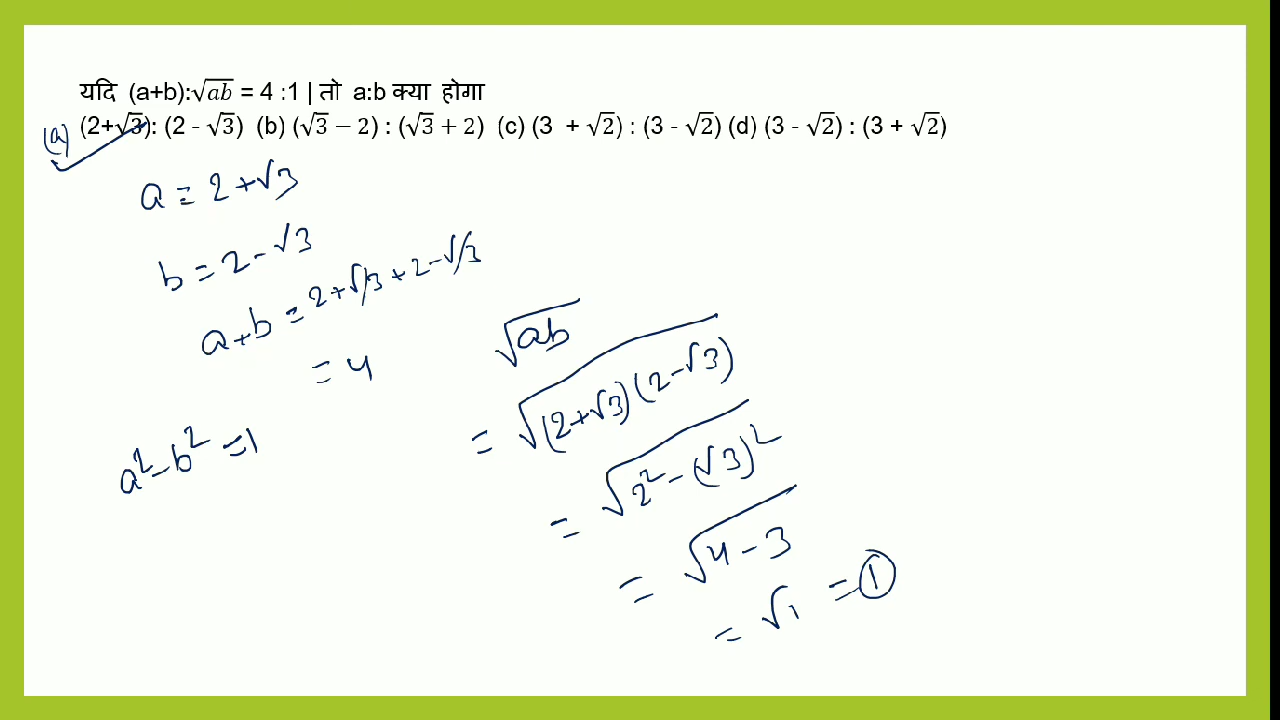 यदि (a+b):√ab = 4 :1 | तो a:b क्या होगा
(a) (2+√3): (2 - √3) (b) (√3 − 2) : (√3 + 2) (c) (3 + √2) : (3 - √2) (d) (3 - √2) : (3 + √2)
a = 2+√3
b = 2-√3
a+b = 2+√3+2-√3
= 4
a²-b² = 1
√ab
= √(2+√3)(2-√3)
= √2²-(√3)²
= √4-3
= √1 = 1